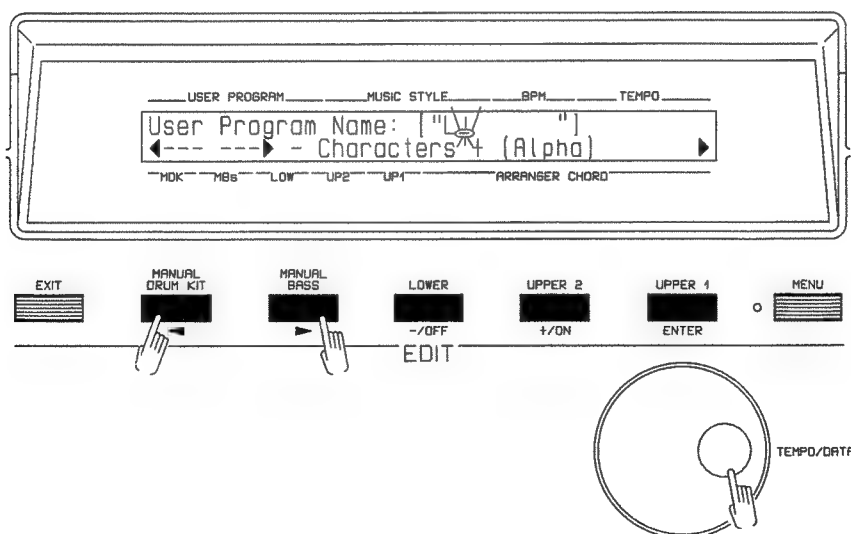 USER PROGRAM MUSIC STYLE BPM TEMPO
User Program Name: ["L "]
◀--- ---▶ - Characters + (Alpha) ▶
MDK MBs LOW UP2 UP1 ARRANGER CHORD
EXIT MANUAL DRUM KIT MANUAL BASS LOWER UPPER 2 UPPER 1 MENU
◀ ▶ -/OFF +/ON ENTER
EDIT
TEMPO/DATA